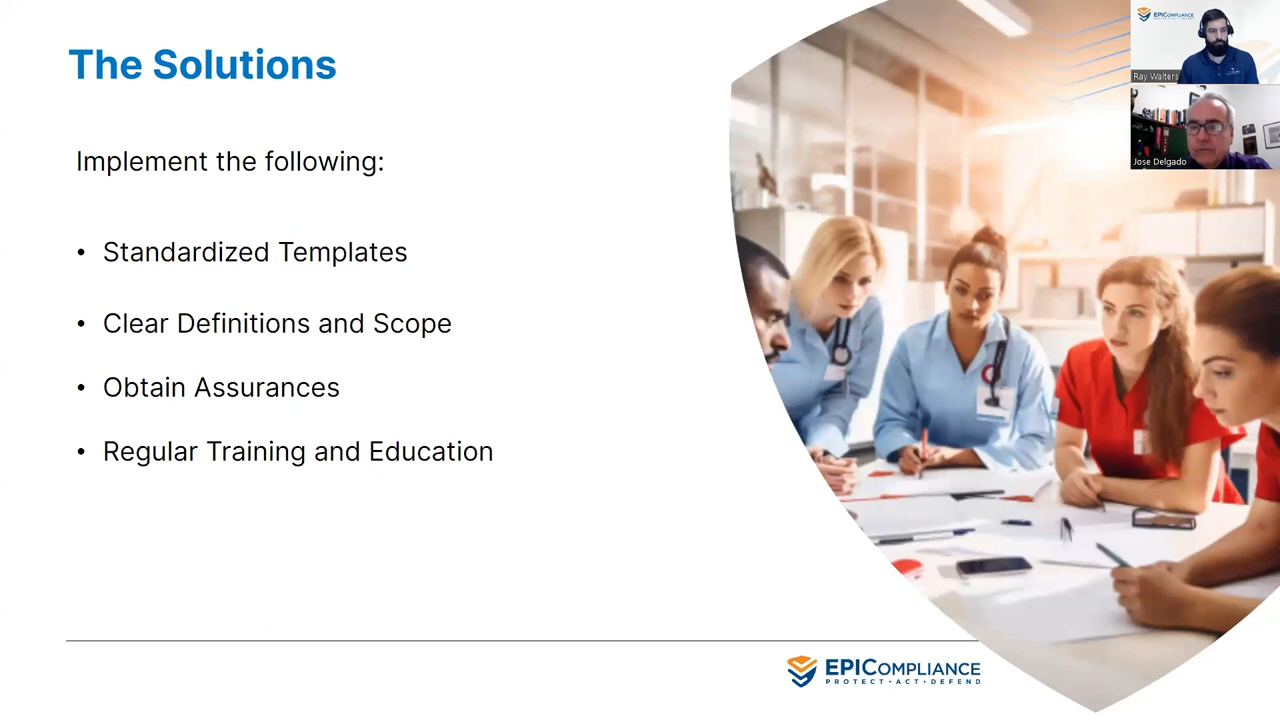 The Solutions
Implement the following:
• Standardized Templates
• Clear Definitions and Scope
• Obtain Assurances
• Regular Training and Education
EPICOMPLIANCE
PROTECT • ACT • DEFEND
EPICOMPLIANCE
Ray Walters
Jose Delgado